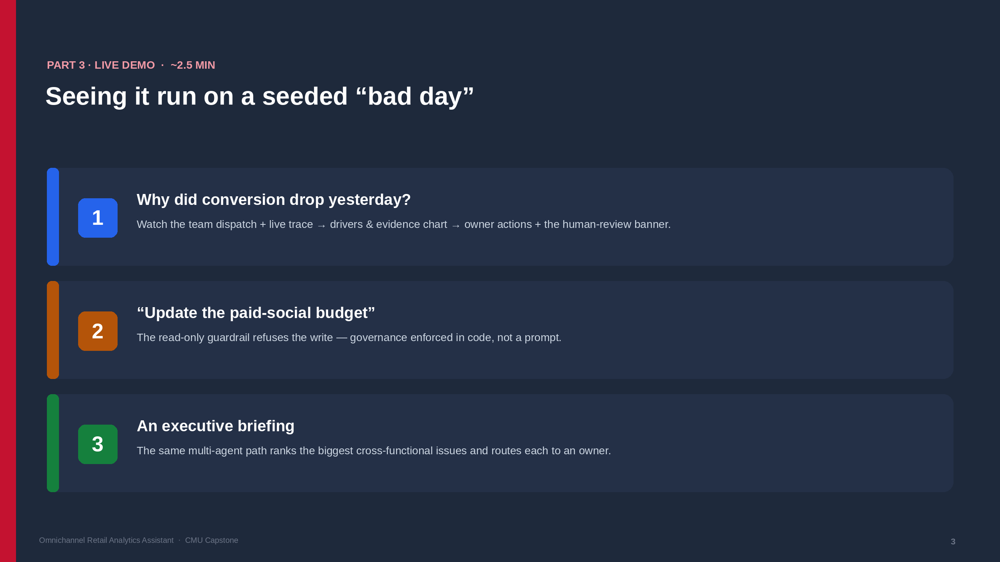 PART 3 · LIVE DEMO · ~2.5 MIN
Seeing it run on a seeded “bad day”
1
Why did conversion drop yesterday?
Watch the team dispatch + live trace → drivers & evidence chart → owner actions + the human-review banner.
2
“Update the paid-social budget”
The read-only guardrail refuses the write — governance enforced in code, not a prompt.
3
An executive briefing
The same multi-agent path ranks the biggest cross-functional issues and routes each to an owner.
Omnichannel Retail Analytics Assistant · CMU Capstone
3